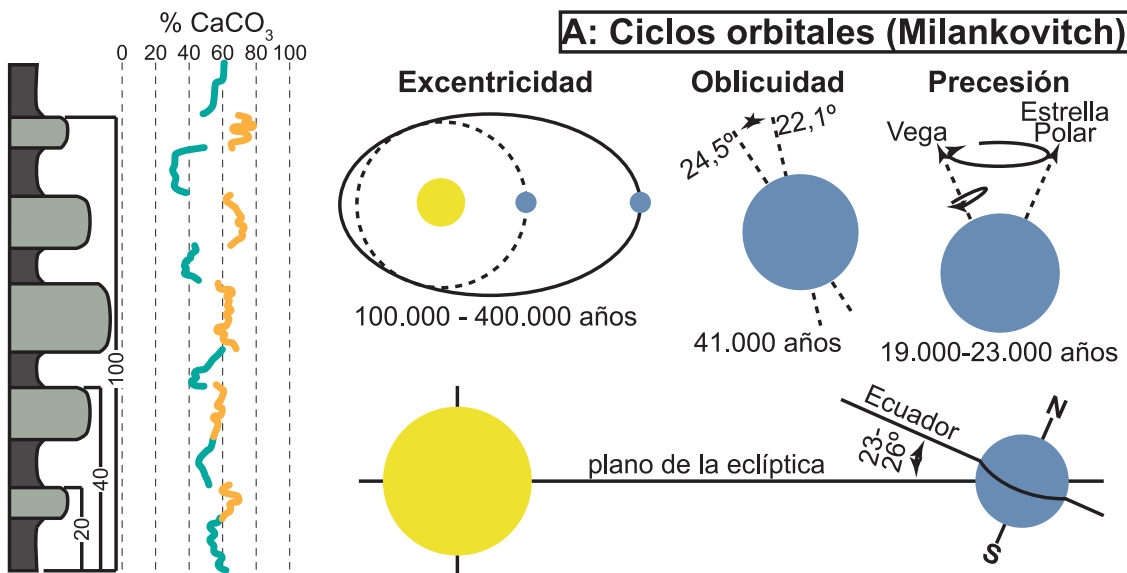 % CaCO3
0 20 40 60 80 100
100
40
20
A: Ciclos orbitales (Milankovitch)
Excentricidad
100.000 - 400.000 años
Oblicuidad
24,5º
22,1º
41.000 años
Precesión
Vega
Estrella
Polar
19.000-23.000 años
plano de la eclíptica
Ecuador
23-
26º
N
S